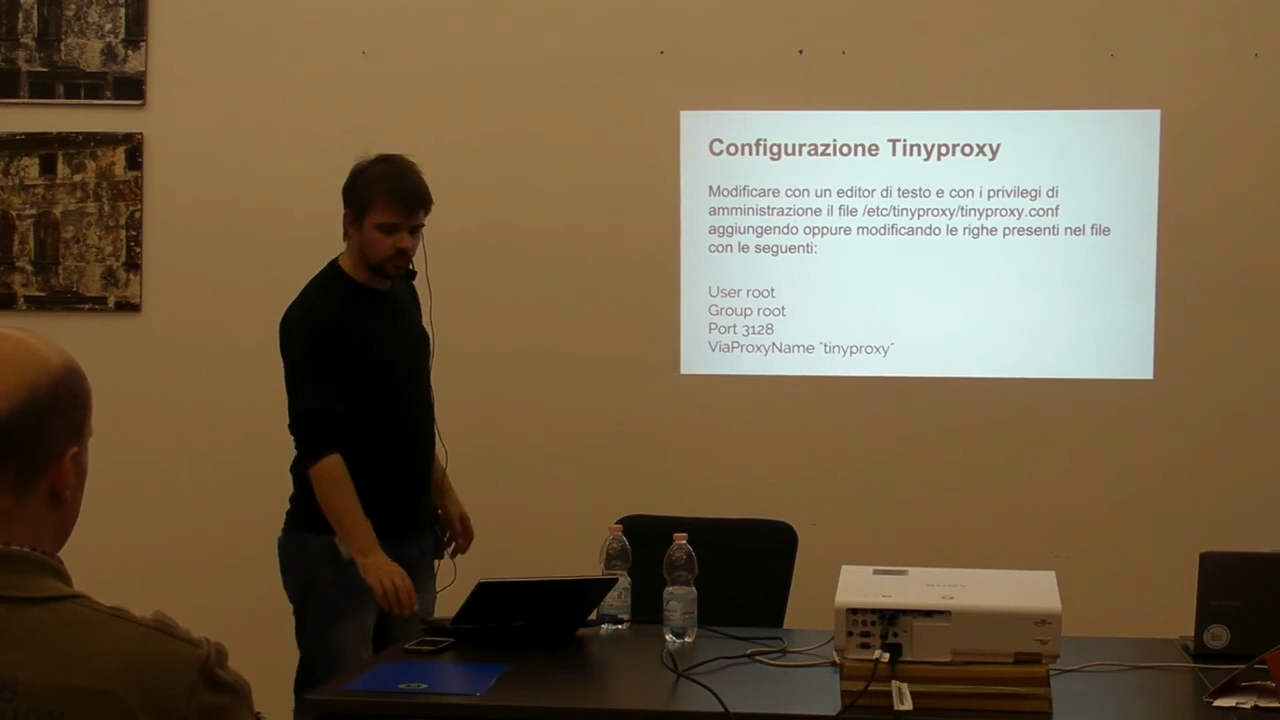 Configurazione Tinyproxy
Modificare con un editor di testo e con i privilegi di
amministrazione il file /etc/tinyproxy/tinyproxy.conf
aggiungendo oppure modificando le righe presenti nel file
con le seguenti:
User root
Group root
Port 3128
ViaProxyName "tinyproxy"
SONY